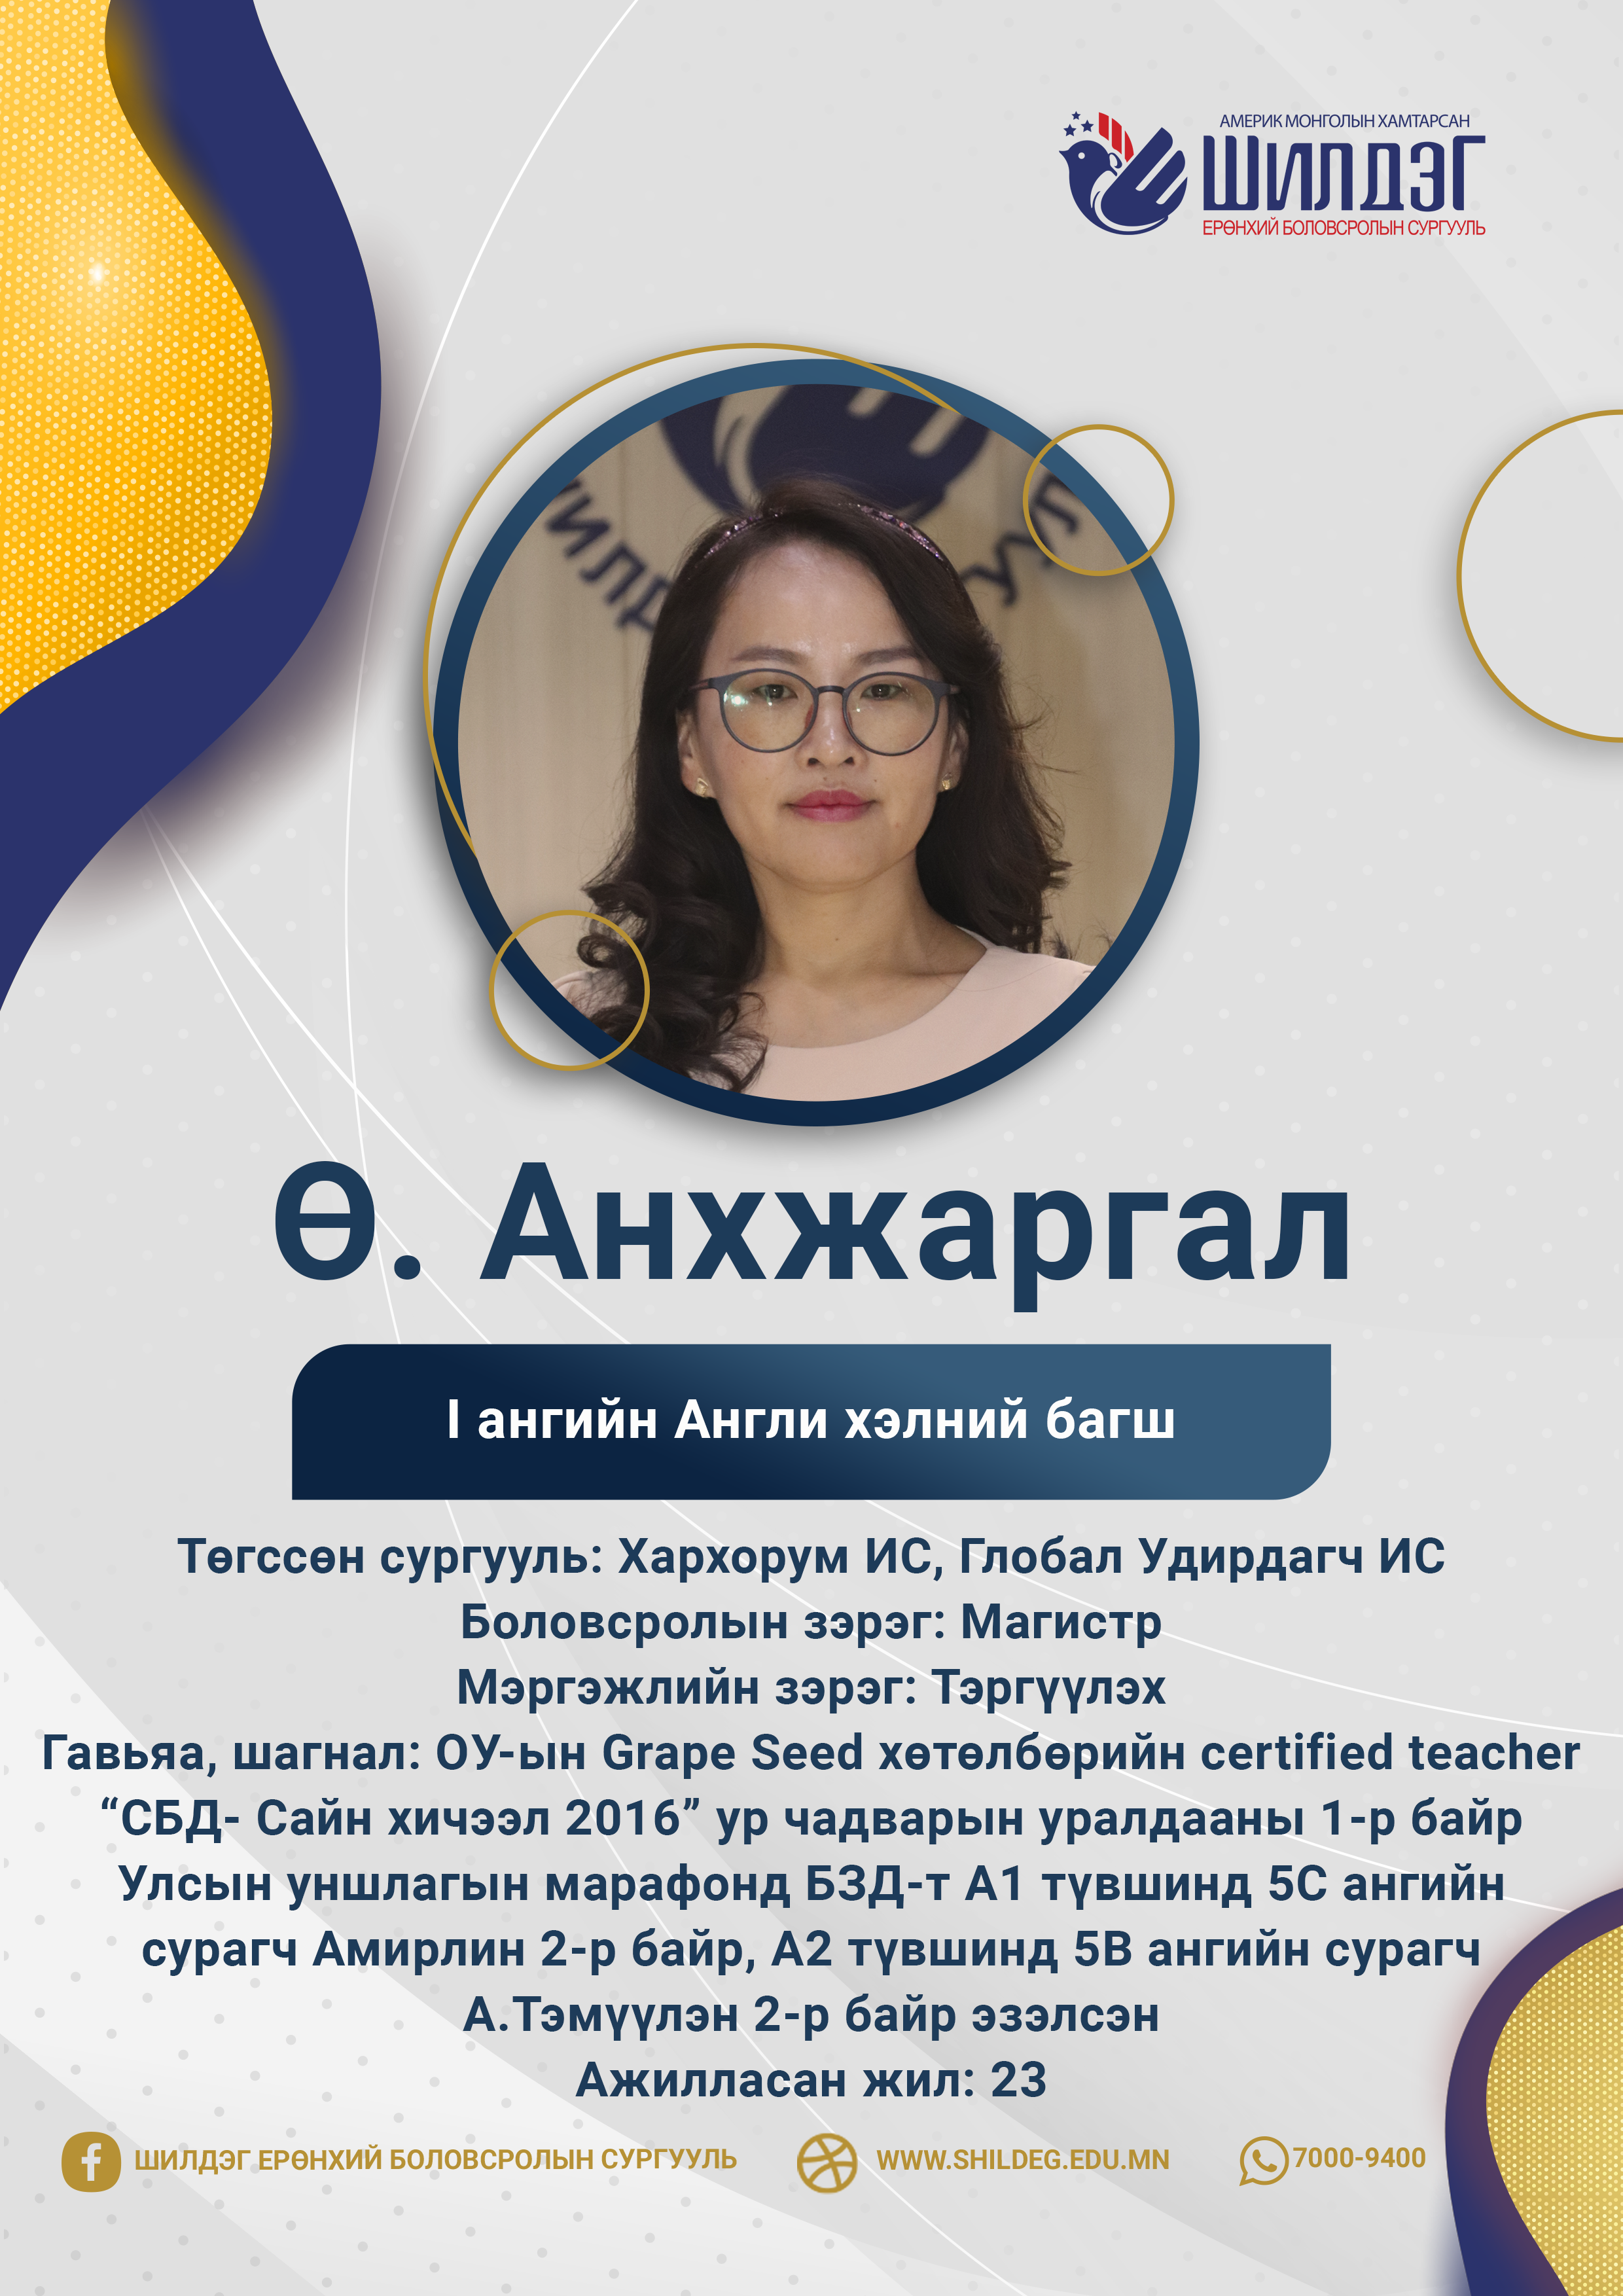 АМЕРИК МОНГОЛЫН ХАМТАРСАН
ШИЛДЭГ
ЕРӨНХИЙ БОЛОВСРОЛЫН СУРГУУЛЬ
Ө. Анхжаргал
I ангийн Англи хэлний багш
Төгссөн сургууль: Хархорум ИС, Глобал Удирдагч ИС
Боловсролын зэрэг: Магистр
Мэргэжлийн зэрэг: Тэргүүлэх
Гавьяа, шагнал: ОУ-ын Grape Seed хөтөлбөрийн certified teacher
“СБД- Сайн хичээл 2016” ур чадварын уралдааны 1-р байр
Улсын уншлагын марафонд БЗД-т А1 түвшинд 5С ангийн
сурагч Амирлин 2-р байр, А2 түвшинд 5В ангийн сурагч
А.Тэмүүлэн 2-р байр эзэлсэн
Ажилласан жил: 23
ШИЛДЭГ ЕРӨНХИЙ БОЛОВСРОЛЫН СУРГУУЛЬ
WWW.SHILDEG.EDU.MN
7000-9400